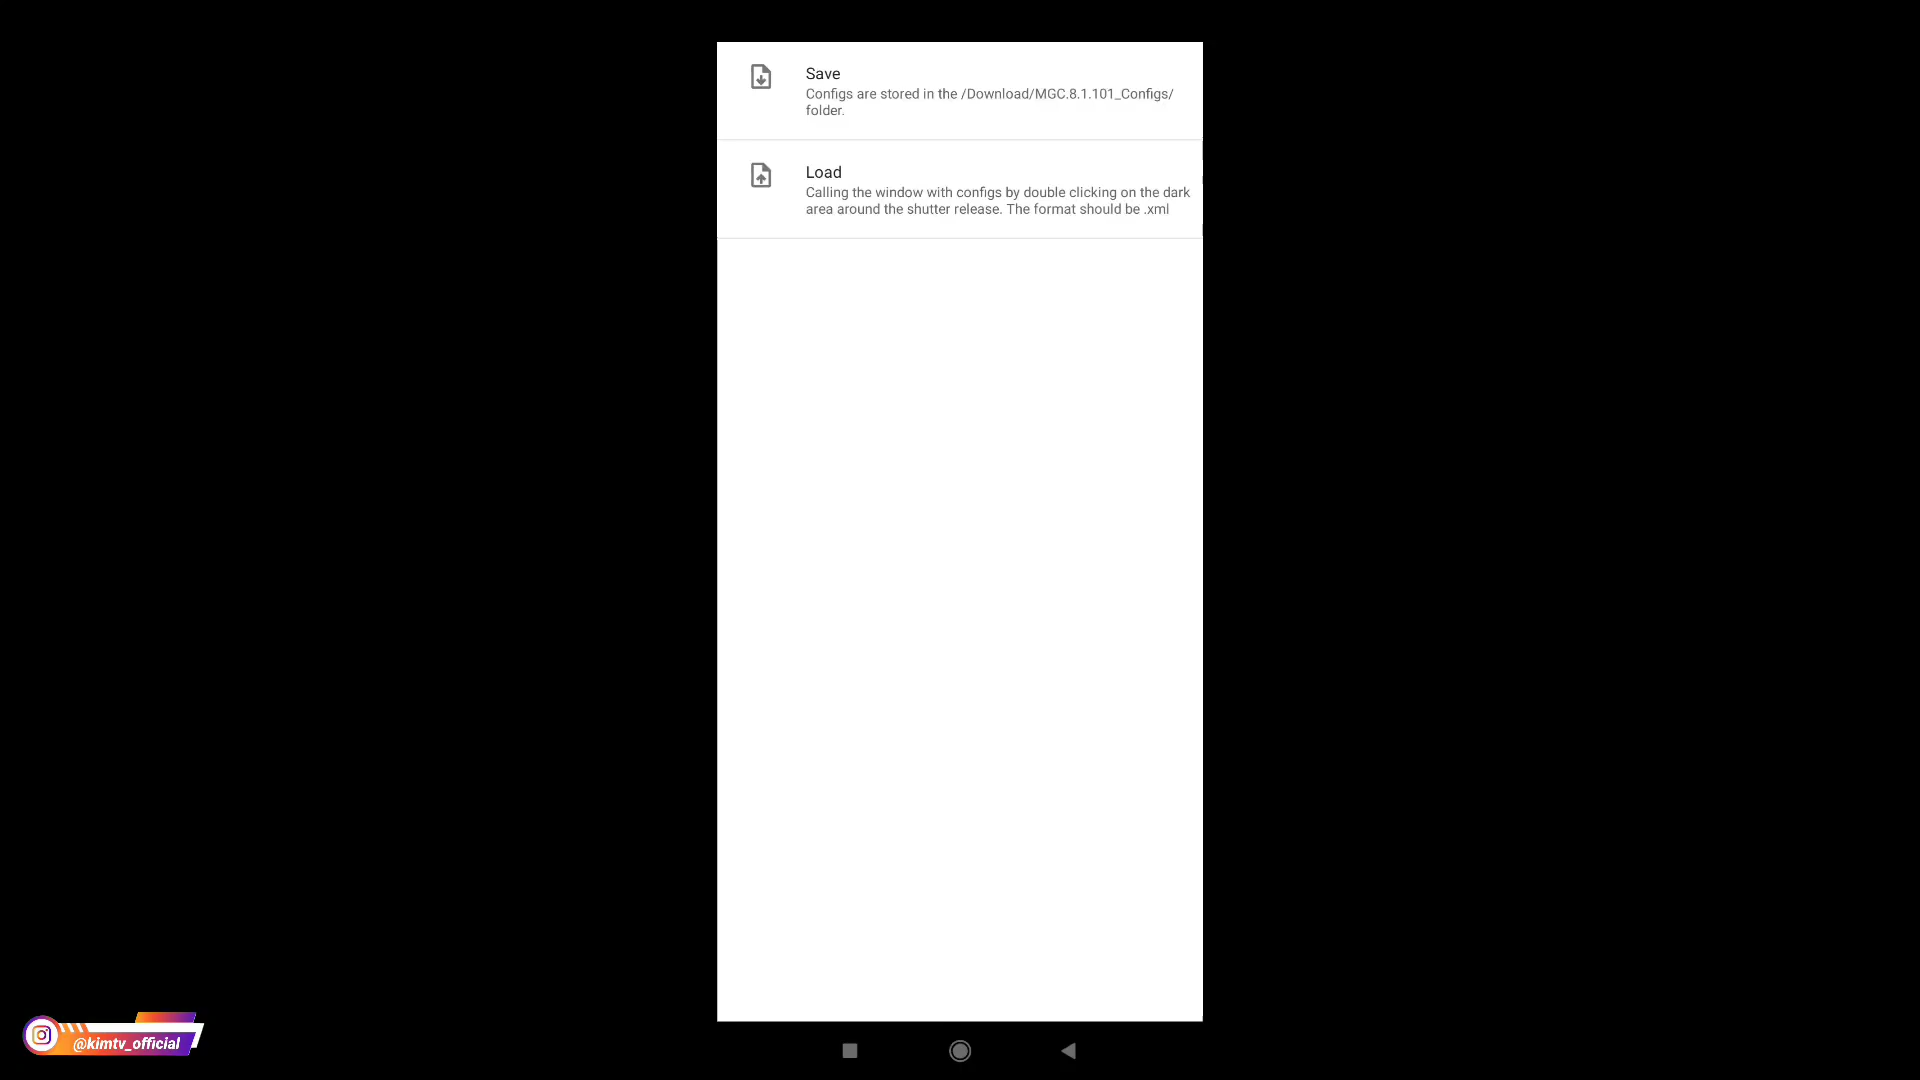 Save
Configs are stored in the /Download/MGC.8.1.101_Configs/
folder.
Load
Calling the window with configs by double clicking on the dark
area around the shutter release. The format should be .xml
@kimtv_official